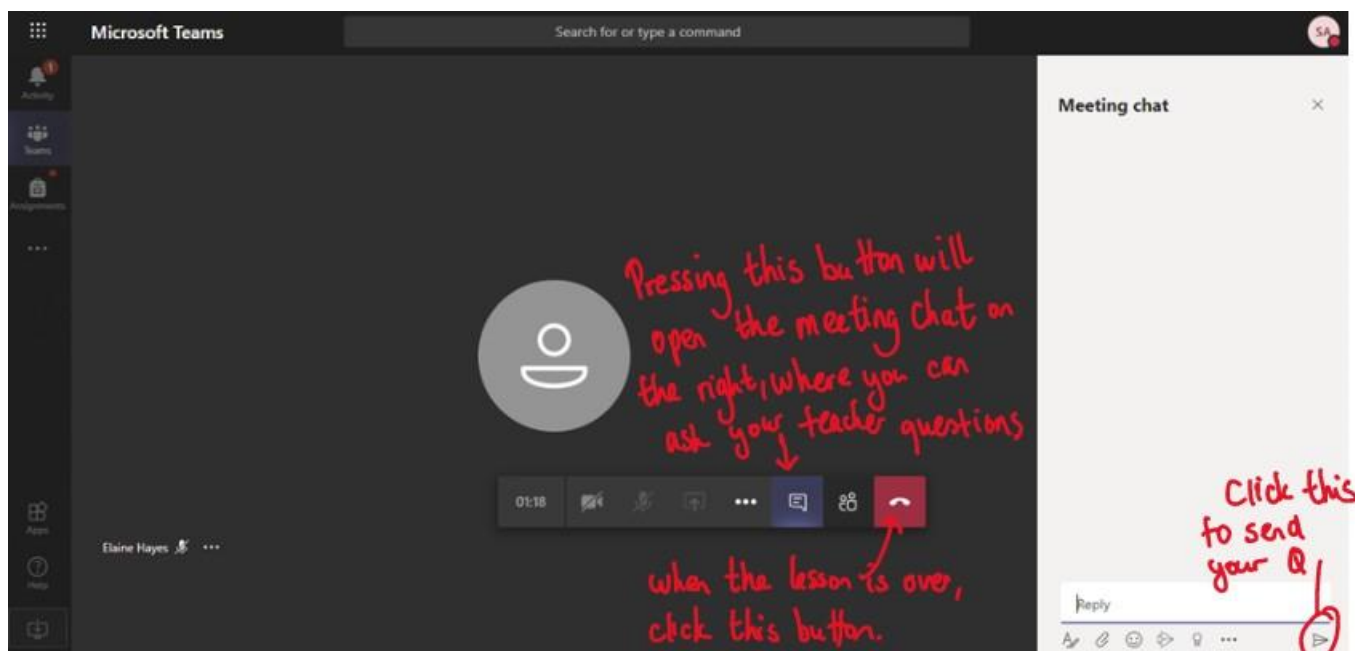 Microsoft Teams
Search for or type a command
SA
1
Activity
Teams
Assignments
Meeting chat
Pressing this button will
open the meeting chat on
the right, where you can
ask your teacher questions
01:18
Elaine Hayes
when the lesson is over,
click this button.
Click this
to send
your Q
Reply
Apps
Help